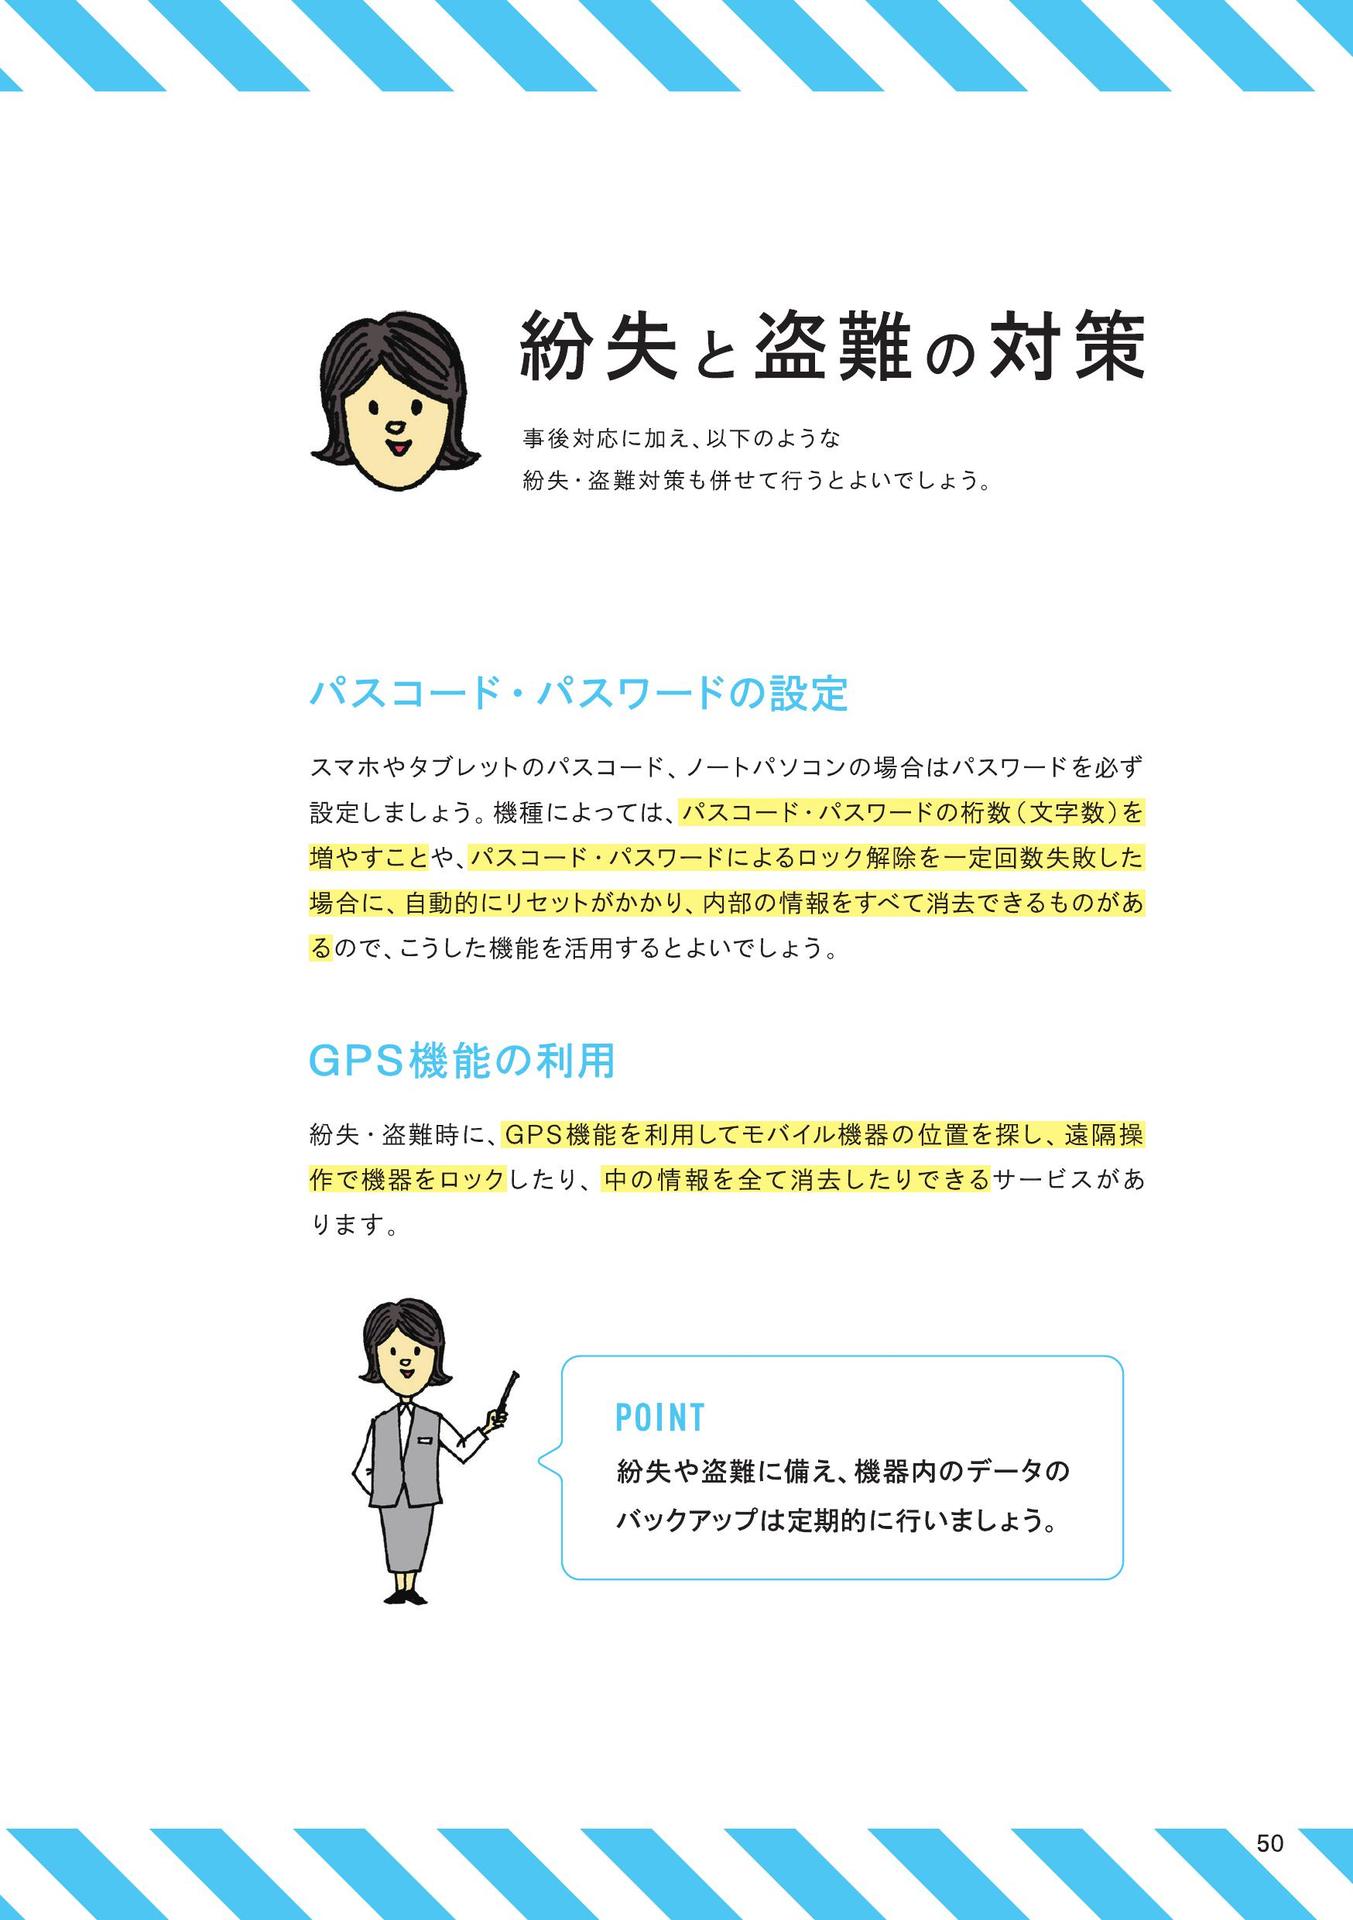 紛失と盗難の対策
事後対応に加え、以下のような
紛失・盗難対策も併せて行うとよいでしょう。
パスコード・パスワードの設定
スマホやタブレットのパスコード、ノートパソコンの場合はパスワードを必ず
設定しましょう。機種によっては、パスコード・パスワードの桁数（文字数）を
増やすことや、パスコード・パスワードによるロック解除を一定回数失敗した
場合に、自動的にリセットがかかり、内部の情報をすべて消去できるものがあ
るので、こうした機能を活用するとよいでしょう。
GPS機能の利用
紛失・盗難時に、GPS機能を利用してモバイル機器の位置を探し、遠隔操
作で機器をロックしたり、中の情報を全て消去したりできるサービスがあ
ります。
POINT
紛失や盗難に備え、機器内のデータの
バックアップは定期的に行いましょう。
50